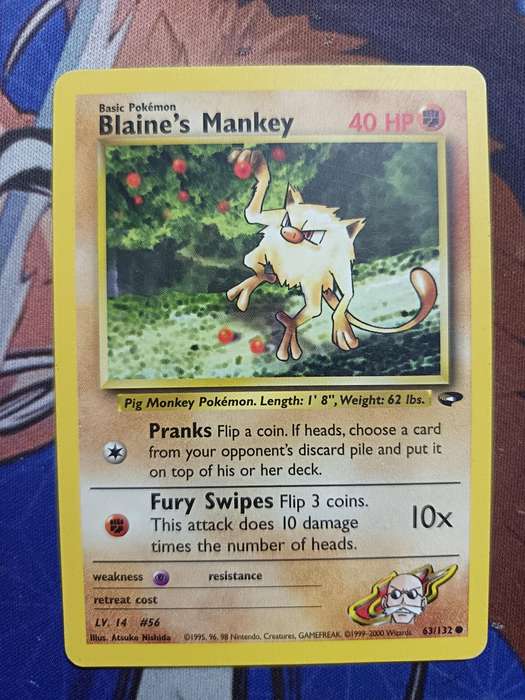 Basic Pokémon
Blaine's Mankey 40 HP
Pig Monkey Pokémon. Length: 1' 8", Weight: 62 lbs.
Pranks Flip a coin. If heads, choose a card
from your opponent's discard pile and put it
on top of his or her deck.
Fury Swipes Flip 3 coins.
This attack does 10 damage 10x
times the number of heads.
weakness resistance
retreat cost
LV. 14 #56
Illus. Atsuko Nishida ©1995, 96, 98 Nintendo, Creatures, GAMEFREAK. ©1999-2000 Wizards. 63/132